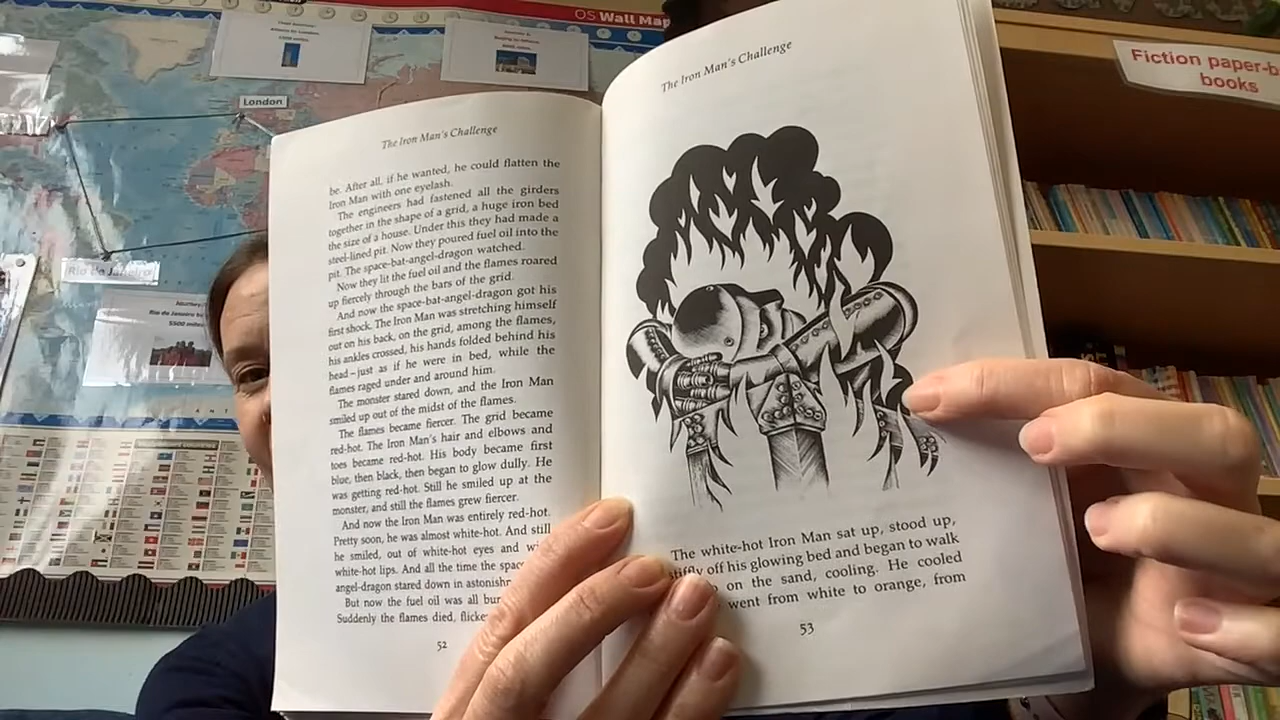 OS Wall Map
London
Rio de Janeiro
5500 miles
Fiction paper-b
books
The Iron Man's Challenge
be. After all, if he wanted, he could flatten the
Iron Man with one eyelash.
The engineers had fastened all the girders
together in the shape of a grid, a huge iron bed
the size of a house. Under this they had made a
steel-lined pit. Now they poured fuel oil into the
pit. The space-bat-angel-dragon watched.
Now they lit the fuel oil and the flames roared
up fiercely through the bars of the grid.
And now the space-bat-angel-dragon got his
first shock. The Iron Man was stretching himself
out on his back, on the grid, among the flames,
his ankles crossed, his hands folded behind his
head – just as if he were in bed, while the
flames raged under and around him.
The monster stared down, and the Iron Man
smiled up out of the midst of the flames.
The flames became fiercer. The grid became
red-hot. The Iron Man's hair and elbows and
toes became red-hot. His body became first
blue, then black, then began to glow dully. He
was getting red-hot. Still he smiled up at the
monster, and still the flames grew fiercer.
And now the Iron Man was entirely red-hot.
Pretty soon, he was almost white-hot. And still
he smiled, out of white-hot eyes and
white-hot lips. And all the time the
angel-dragon stared down in
But now the fuel oil was all
Suddenly the flames died,
52
The Iron Man's Challenge
The white-hot Iron Man sat up, stood up,
off his glowing bed and began to walk
on the sand, cooling. He cooled
went from white to orange, from
53